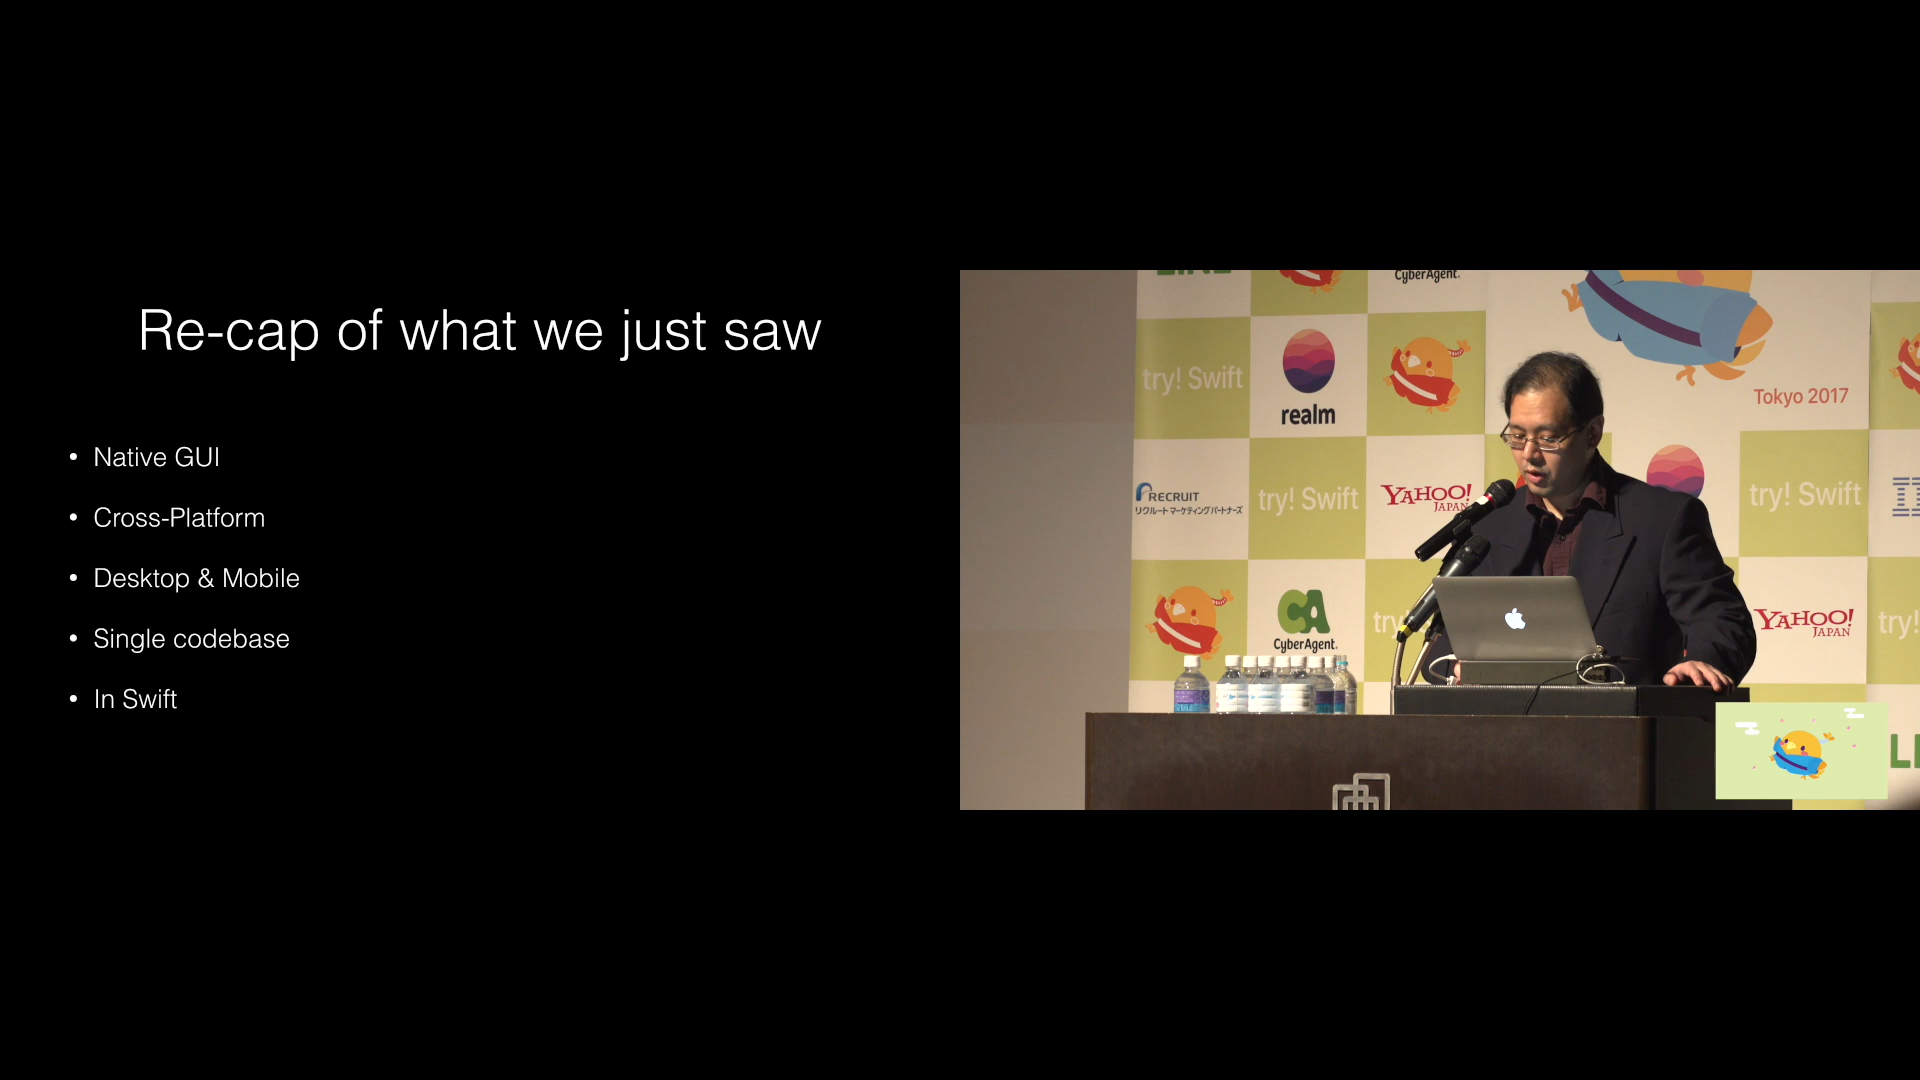 Re-cap of what we just saw
• Native GUI
• Cross-Platform
• Desktop & Mobile
• Single codebase
• In Swift
CyberAgent.
try! Swift
realm
Tokyo 2017
RECRUIT
リクルート マーケティングパートナーズ
try! Swift
YAHOO!
JAPAN
try! Swift
CA
CyberAgent.
try!
YAHOO!
JAPAN
try!